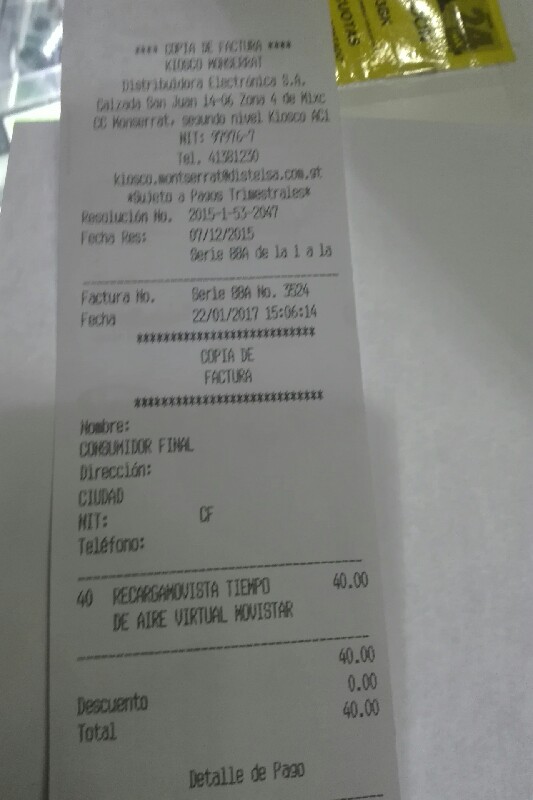 **** COPIA DE FACTURA ****
KIOSCO MONSERRAT
Distribuidora Electrónica S.A.
Calzada San Juan 14-06 Zona 4 de Mixc
CC Monserrat, segundo nivel Kiosco AC1
NIT: 97976-7
Tel. 41381230
kiosco.montserrat@distelsa.com.gt
*Sujeto a Pagos Trimestrales*
Resolución No. 2015-1-53-2047
Fecha Res: 07/12/2015
Serie BBA de la 1 a la
Factura No. Serie BBA No. 3524
Fecha 22/01/2017 15:06:14
****************************
COPIA DE
FACTURA
****************************
Nombre:
CONSUMIDOR FINAL
Dirección:
CIUDAD
NIT: CF
Teléfono:
40 RECARGAMOVISTA TIEMPO 40.00
DE AIRE VIRTUAL MOVISTAR
40.00
Descuento 0.00
Total 40.00
Detalle de Pago